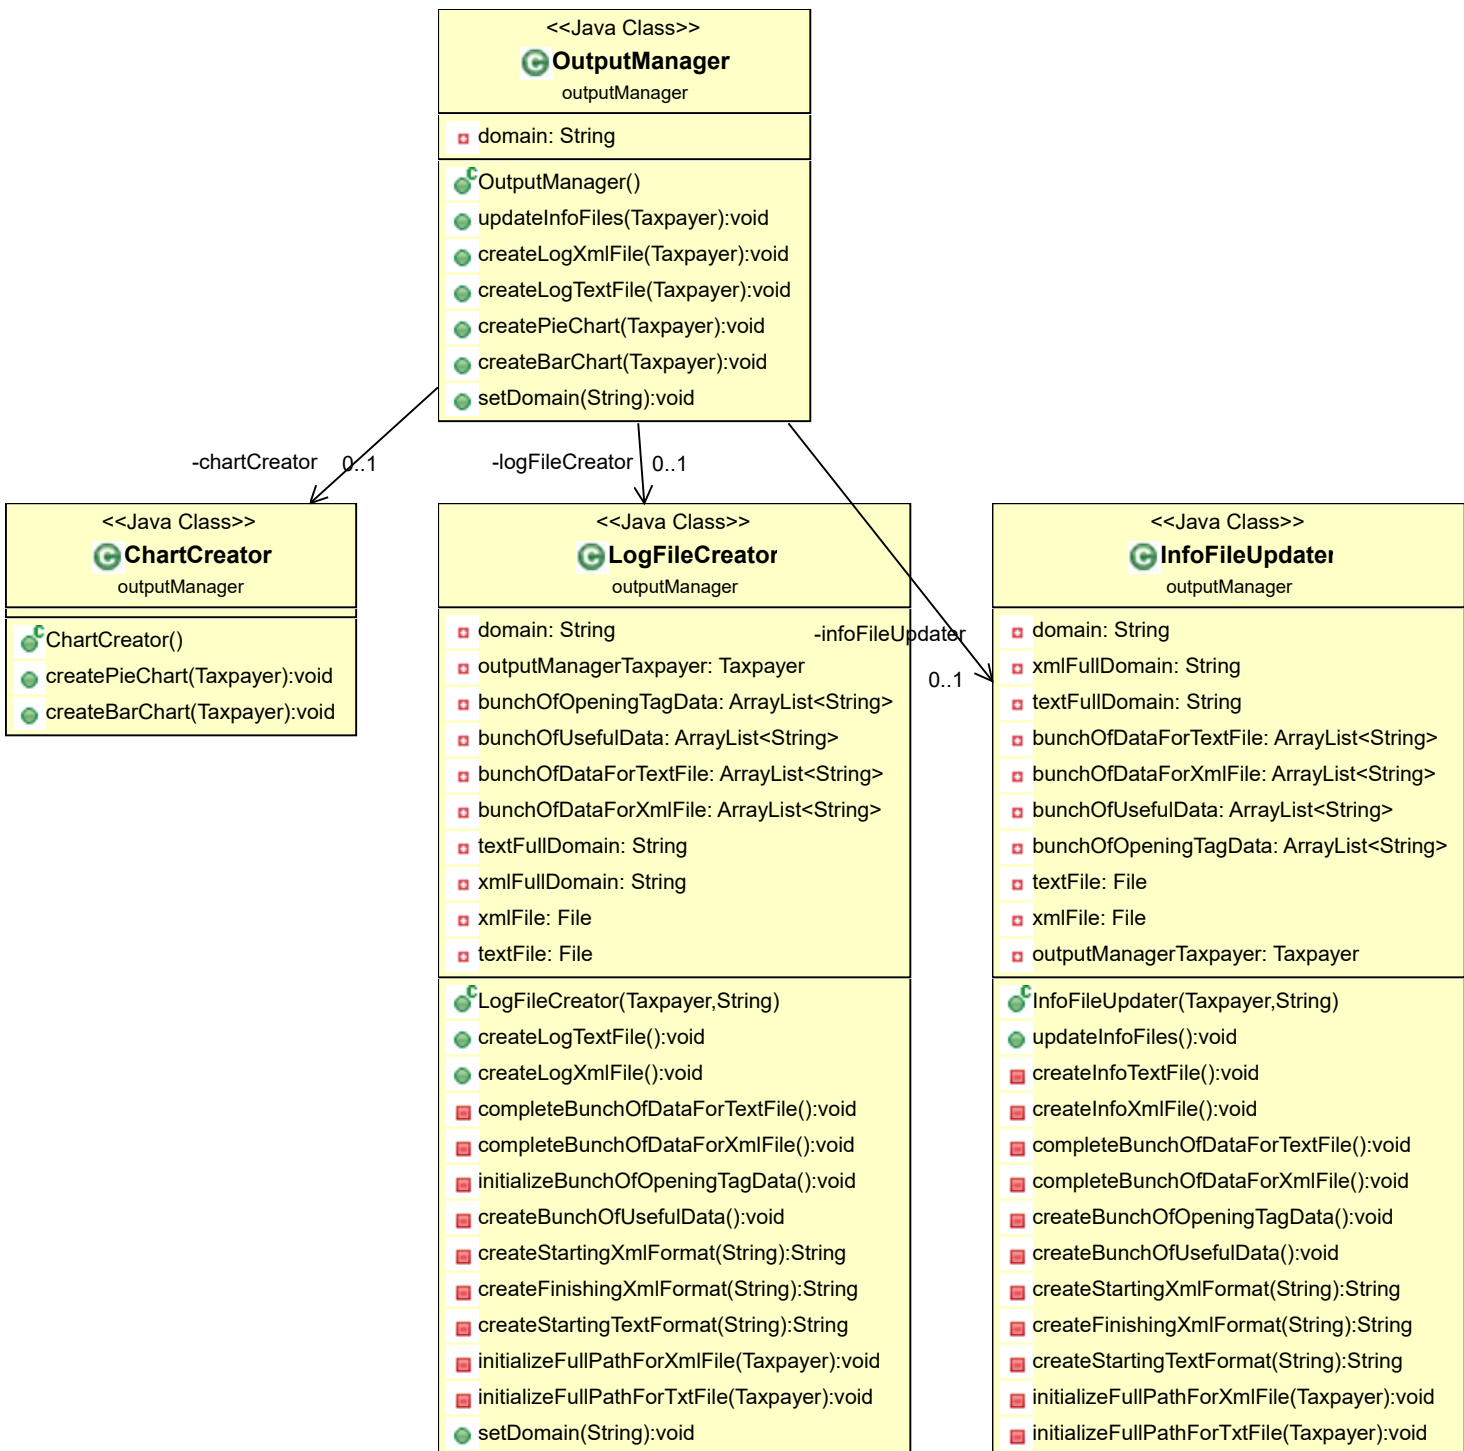 <<Java Class>>
OutputManager
outputManager
domain: String
OutputManager()
updateInfoFiles(Taxpayer):void
createLogXmlFile(Taxpayer):void
createLogTextFile(Taxpayer):void
createPieChart(Taxpayer):void
createBarChart(Taxpayer):void
setDomain(String):void
-chartCreator 0..1
-logFileCreator 0..1
<<Java Class>>
ChartCreator
outputManager
ChartCreator()
createPieChart(Taxpayer):void
createBarChart(Taxpayer):void
<<Java Class>>
LogFileCreator
outputManager
domain: String
outputManagerTaxpayer: Taxpayer
bunchOfOpeningTagData: ArrayList<String>
bunchOfUsefulData: ArrayList<String>
bunchOfDataForTextFile: ArrayList<String>
bunchOfDataForXmlFile: ArrayList<String>
textFullDomain: String
xmlFullDomain: String
xmlFile: File
textFile: File
LogFileCreator(Taxpayer,String)
createLogTextFile():void
createLogXmlFile():void
completeBunchOfDataForTextFile():void
completeBunchOfDataForXmlFile():void
initializeBunchOfOpeningTagData():void
createBunchOfUsefulData():void
createStartingXmlFormat(String):String
createFinishingXmlFormat(String):String
createStartingTextFormat(String):String
initializeFullPathForXmlFile(Taxpayer):void
initializeFullPathForTxtFile(Taxpayer):void
setDomain(String):void
-infoFileUpdater
0..1
<<Java Class>>
InfoFileUpdater
outputManager
domain: String
xmlFullDomain: String
textFullDomain: String
bunchOfDataForTextFile: ArrayList<String>
bunchOfDataForXmlFile: ArrayList<String>
bunchOfUsefulData: ArrayList<String>
bunchOfOpeningTagData: ArrayList<String>
textFile: File
xmlFile: File
outputManagerTaxpayer: Taxpayer
InfoFileUpdater(Taxpayer,String)
updateInfoFiles():void
createInfoTextFile():void
createInfoXmlFile():void
completeBunchOfDataForTextFile():void
completeBunchOfDataForXmlFile():void
createBunchOfOpeningTagData():void
createBunchOfUsefulData():void
createStartingXmlFormat(String):String
createFinishingXmlFormat(String):String
createStartingTextFormat(String):String
initializeFullPathForXmlFile(Taxpayer):void
initializeFullPathForTxtFile(Taxpayer):void